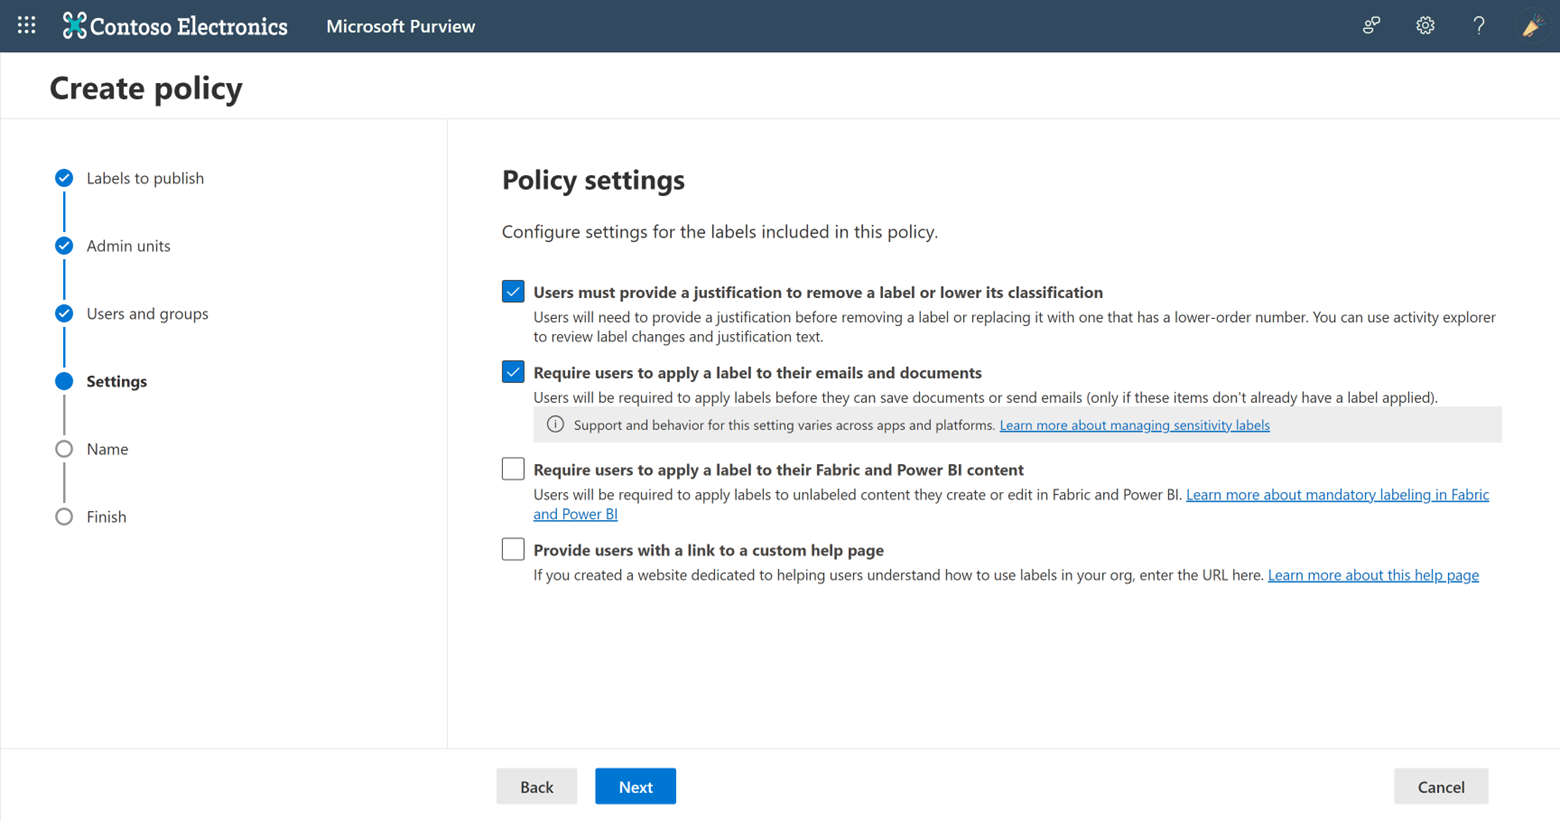 Contoso Electronics
Microsoft Purview
?
Create policy
Labels to publish
Admin units
Users and groups
Settings
Name
Finish
Policy settings
Configure settings for the labels included in this policy.
Users must provide a justification to remove a label or lower its classification
Users will need to provide a justification before removing a label or replacing it with one that has a lower-order number. You can use activity explorer
to review label changes and justification text.
Require users to apply a label to their emails and documents
Users will be required to apply labels before they can save documents or send emails (only if these items don't already have a label applied).
Support and behavior for this setting varies across apps and platforms. Learn more about managing sensitivity labels
Require users to apply a label to their Fabric and Power BI content
Users will be required to apply labels to unlabeled content they create or edit in Fabric and Power BI. Learn more about mandatory labeling in Fabric
and Power BI
Provide users with a link to a custom help page
If you created a website dedicated to helping users understand how to use labels in your org, enter the URL here. Learn more about this help page
Back
Next
Cancel